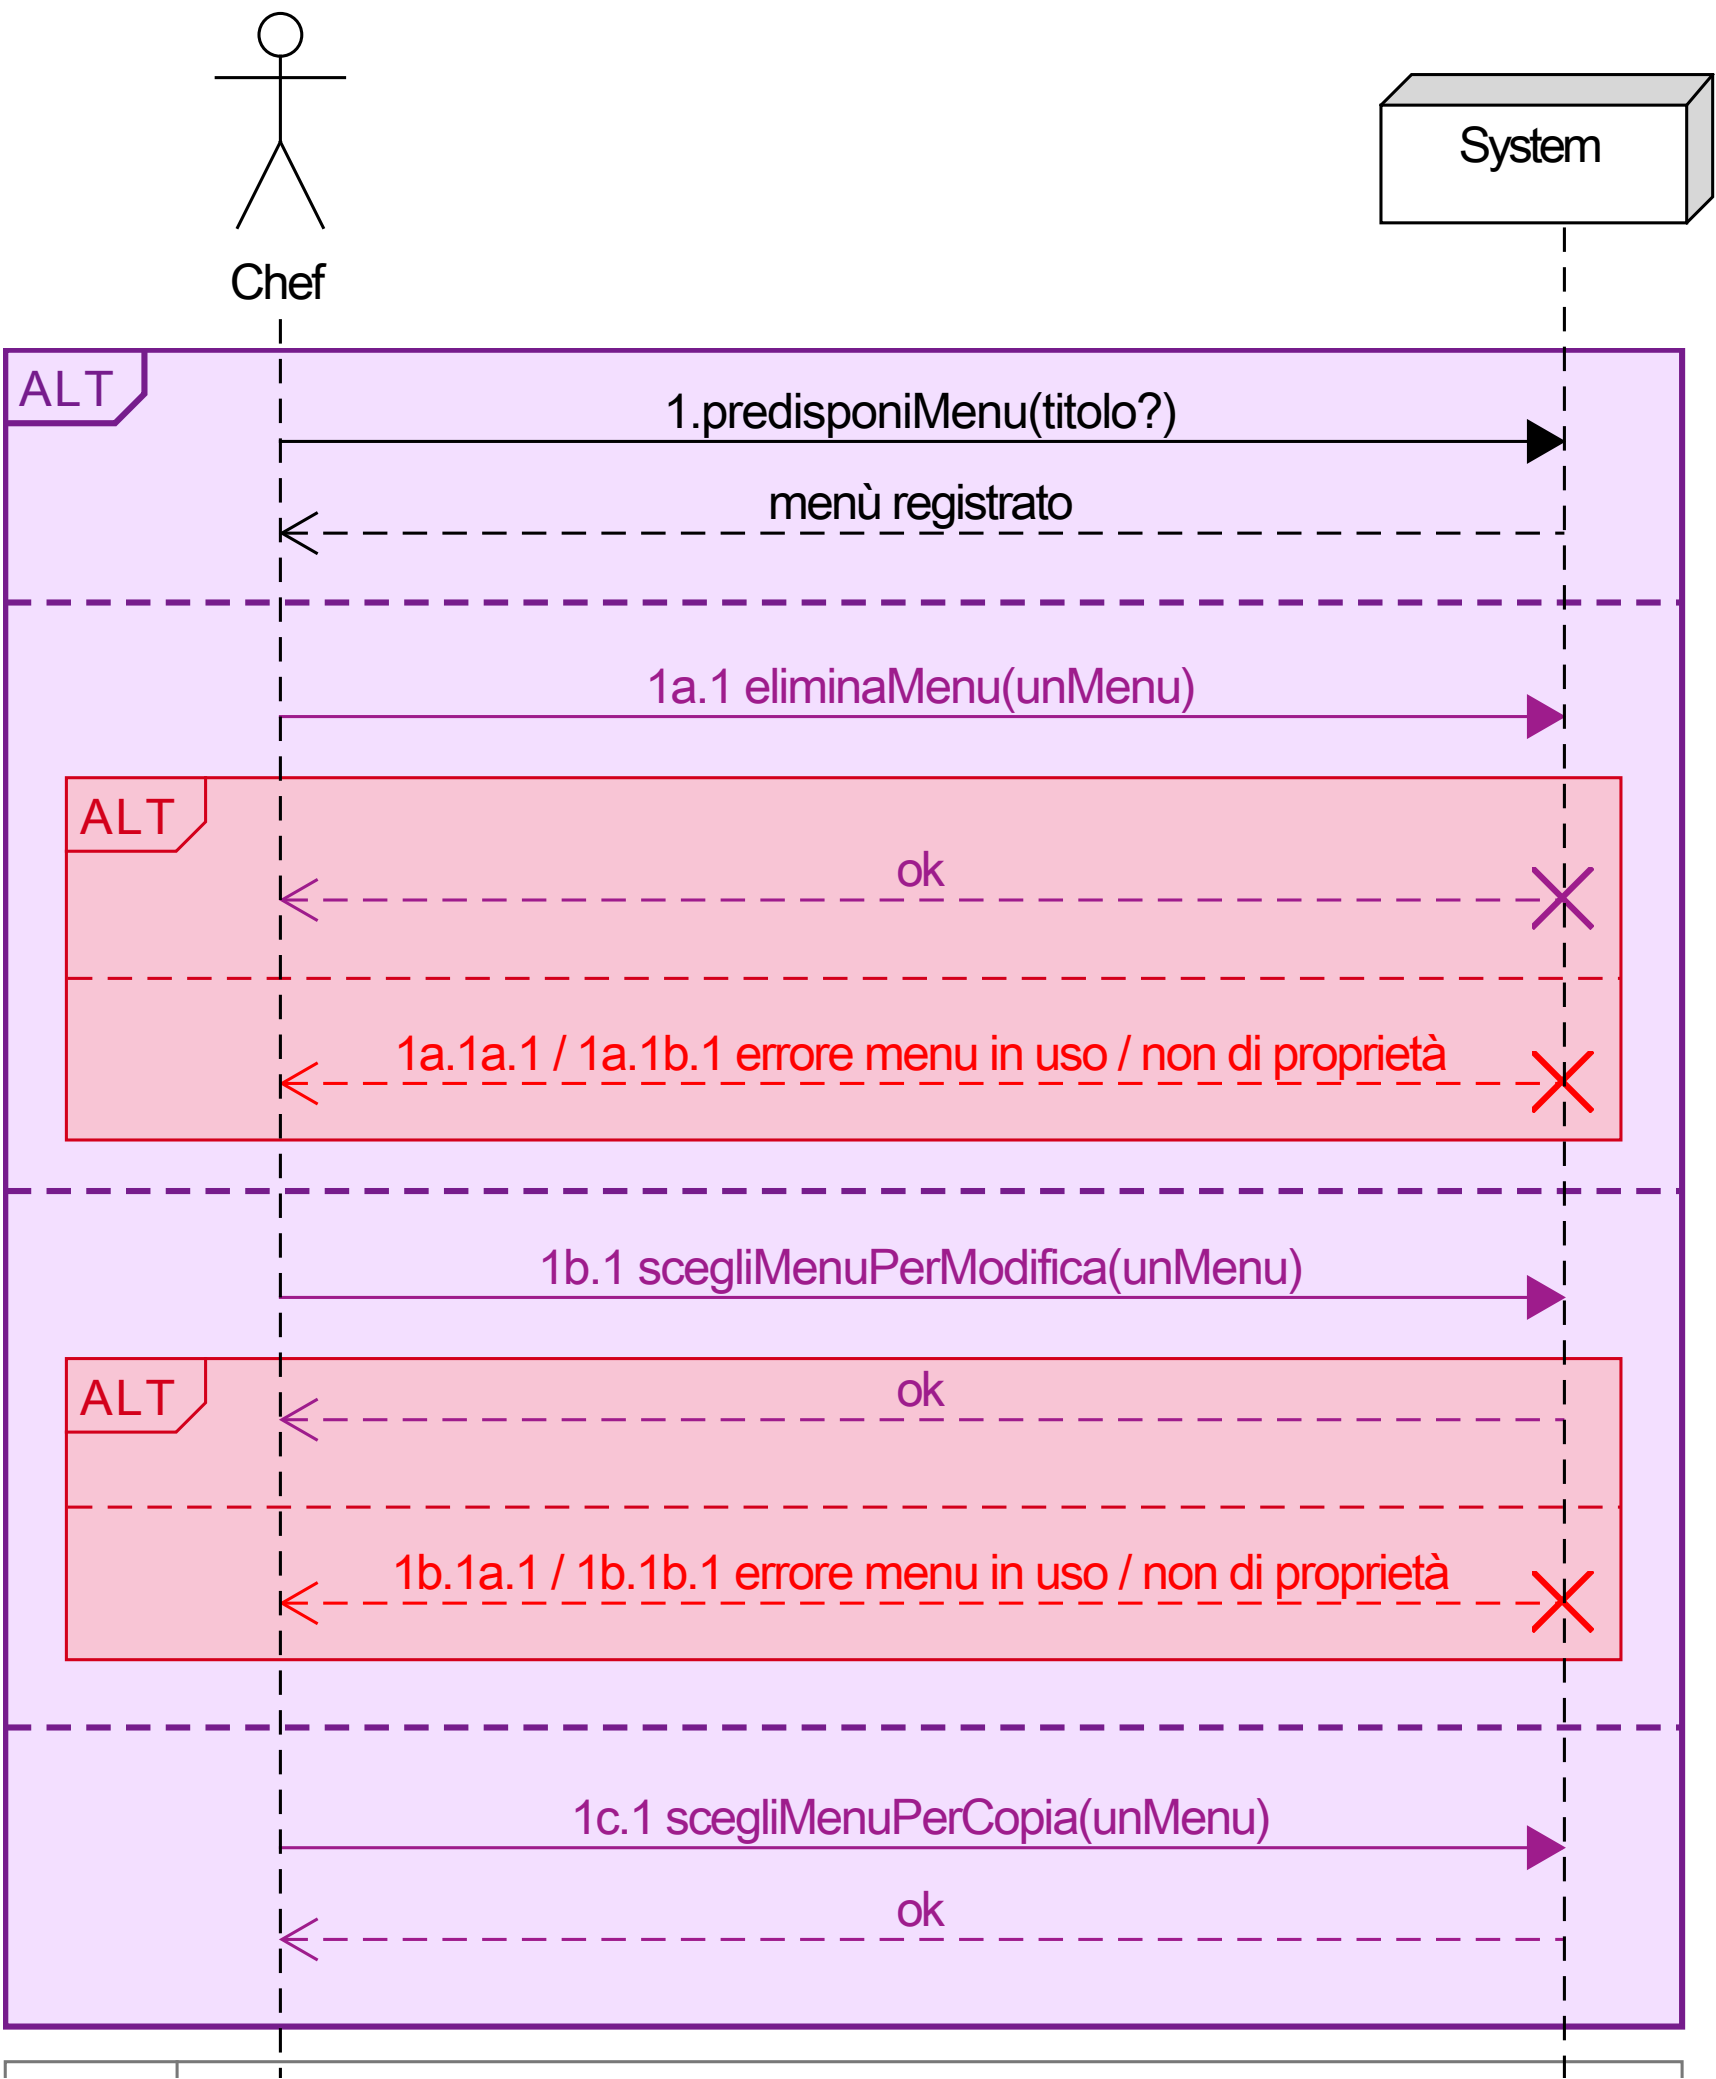 System
Chef
ALT
1.predisponiMenu(titolo?)
menù registrato
1a.1 eliminaMenu(unMenu)
ALT
ok
1a.1a.1 / 1a.1b.1 errore menu in uso / non di proprietà
1b.1 scegliMenuPerModifica(unMenu)
ALT
ok
1b.1a.1 / 1b.1b.1 errore menu in uso / non di proprietà
1c.1 scegliMenuPerCopia(unMenu)
ok